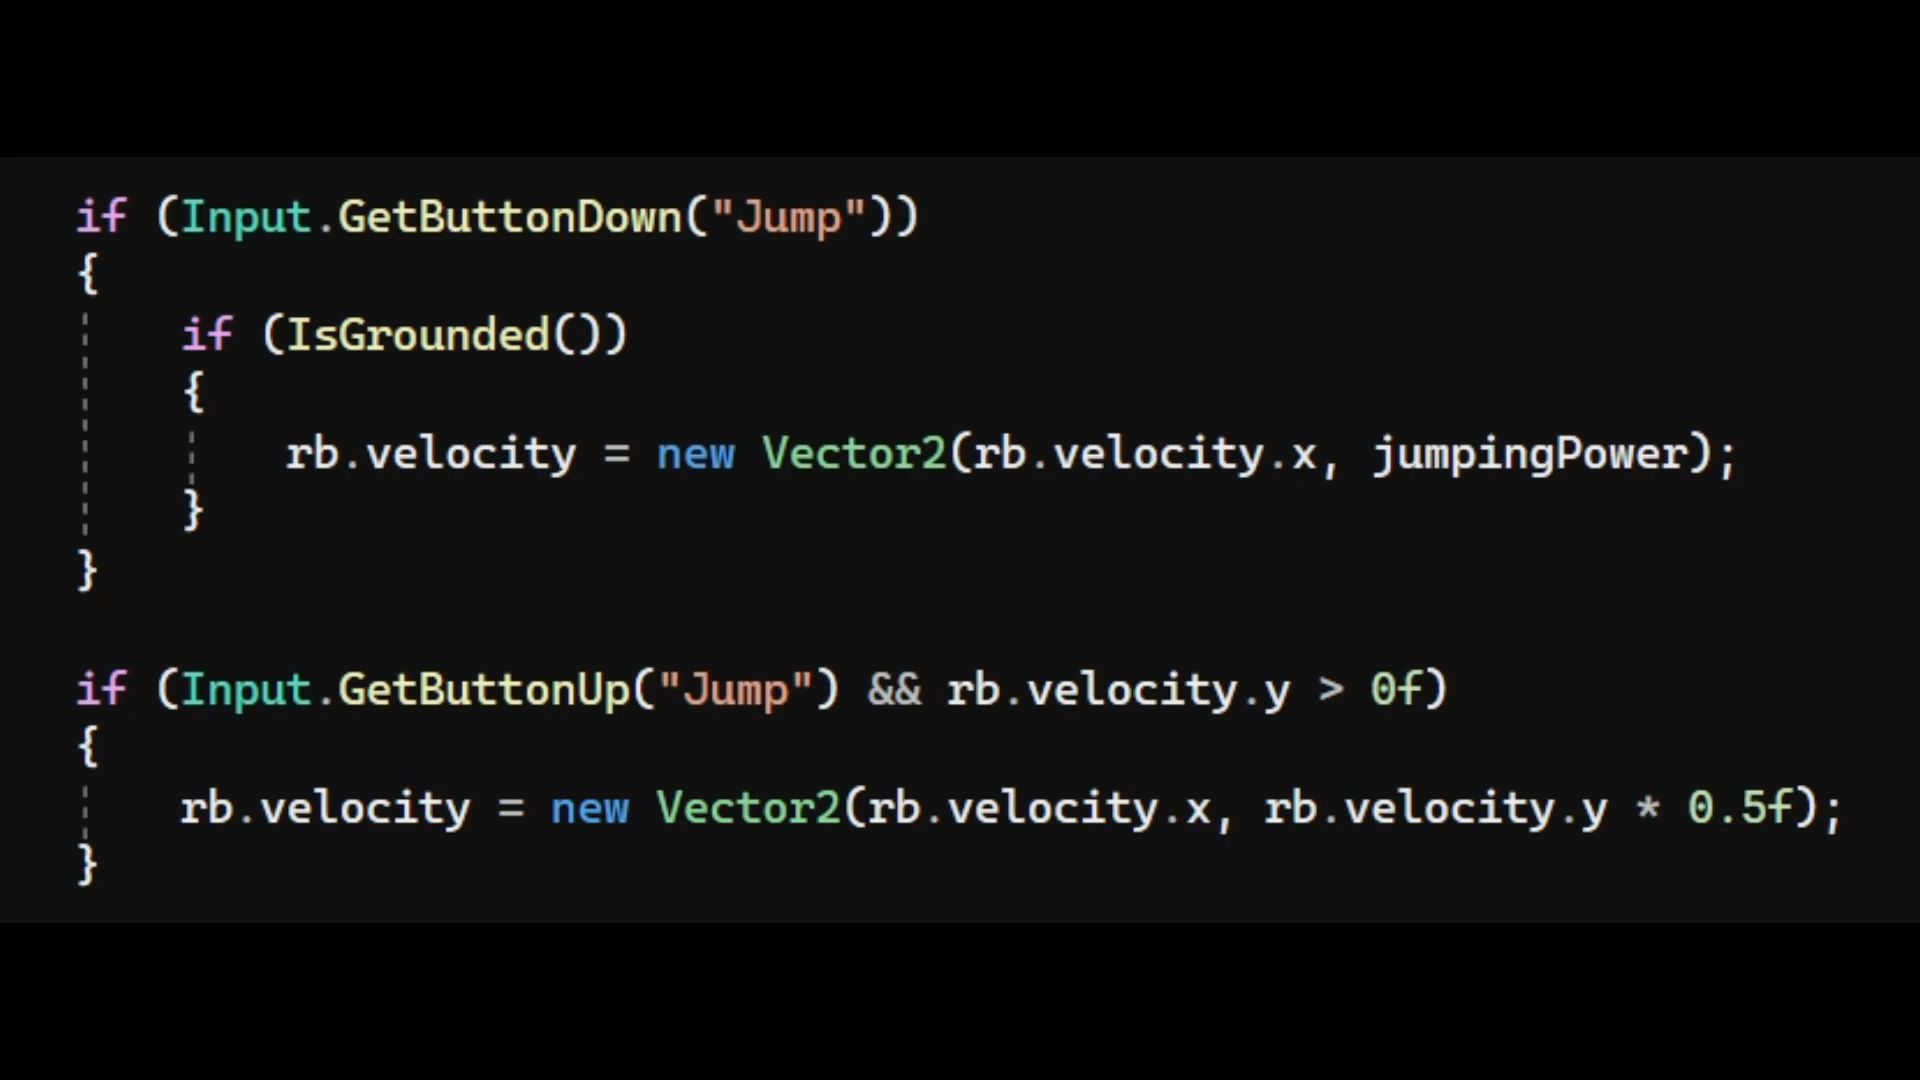 if (Input.GetButtonDown("Jump"))
{
    if (IsGrounded())
    {
        rb.velocity = new Vector2(rb.velocity.x, jumpingPower);
    }
}

if (Input.GetButtonUp("Jump") && rb.velocity.y > 0f)
{
    rb.velocity = new Vector2(rb.velocity.x, rb.velocity.y * 0.5f);
}